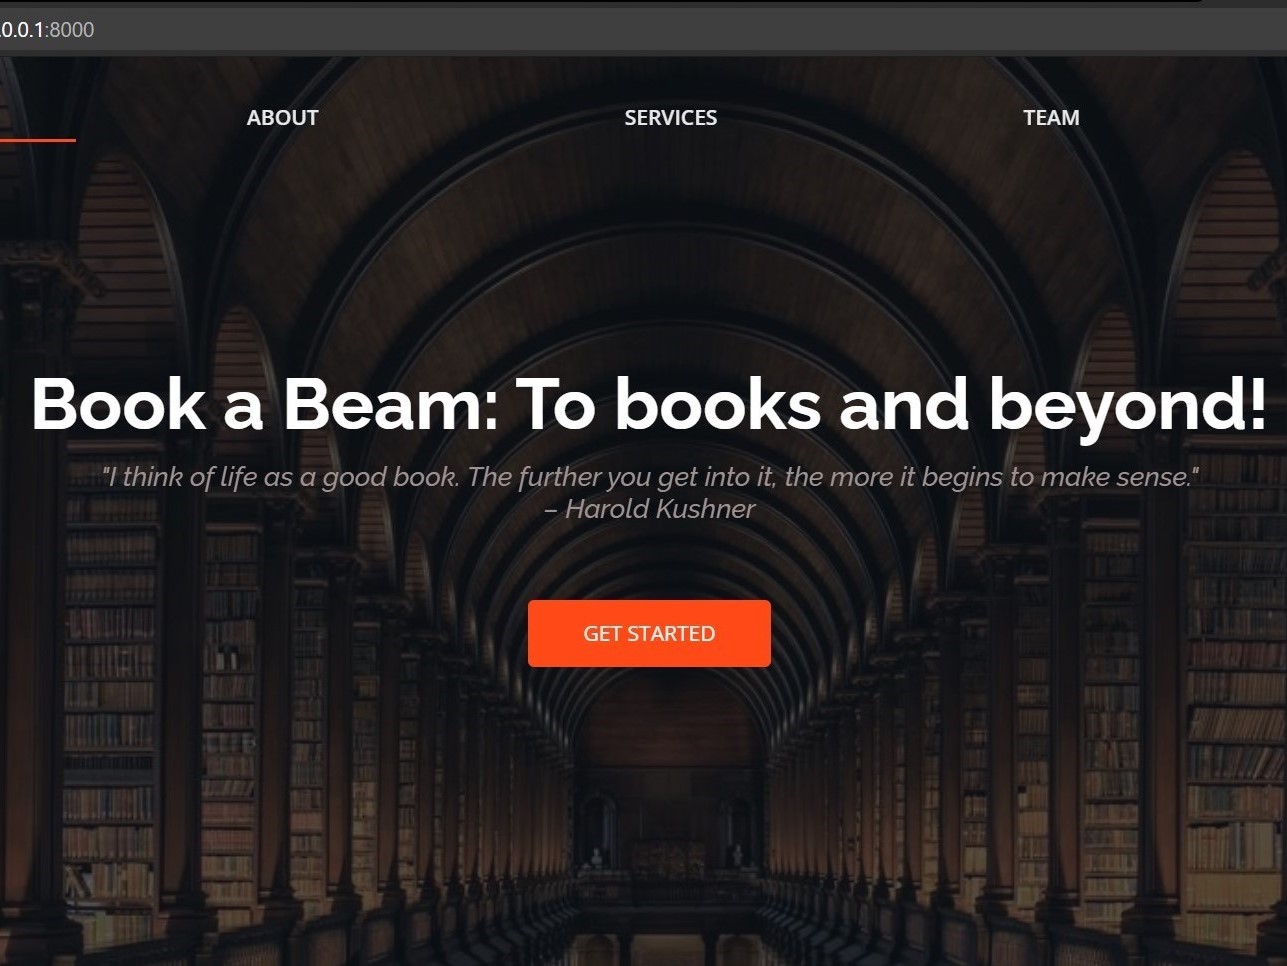 .0.0.1:8000
ABOUT
SERVICES
TEAM
Book a Beam: To books and beyond!
"I think of life as a good book. The further you get into it, the more it begins to make sense."
– Harold Kushner
GET STARTED